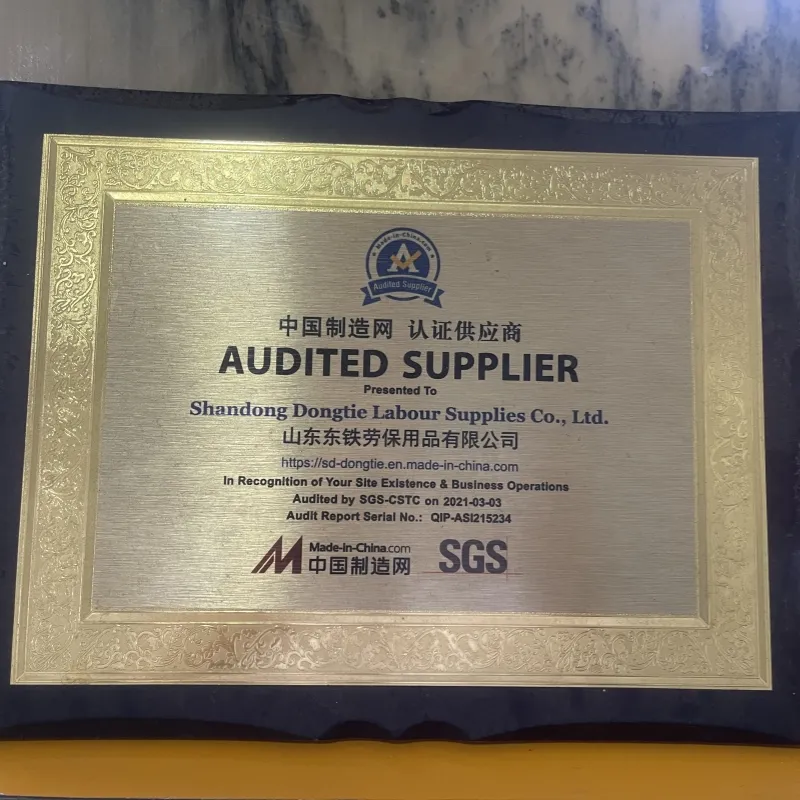 Made-in-China.com
A
Audited Supplier
中国制造网 认证供应商
AUDITED SUPPLIER
Presented To
Shandong Dongtie Labour Supplies Co., Ltd.
山东东铁劳保用品有限公司
https://sd-dongtie.en.made-in-china.com
In Recognition of Your Site Existence & Business Operations
Audited by SGS-CSTC on 2021-03-03
Audit Report Serial No.: QIP-ASI215234
Made-in-China.com
中国制造网
SGS